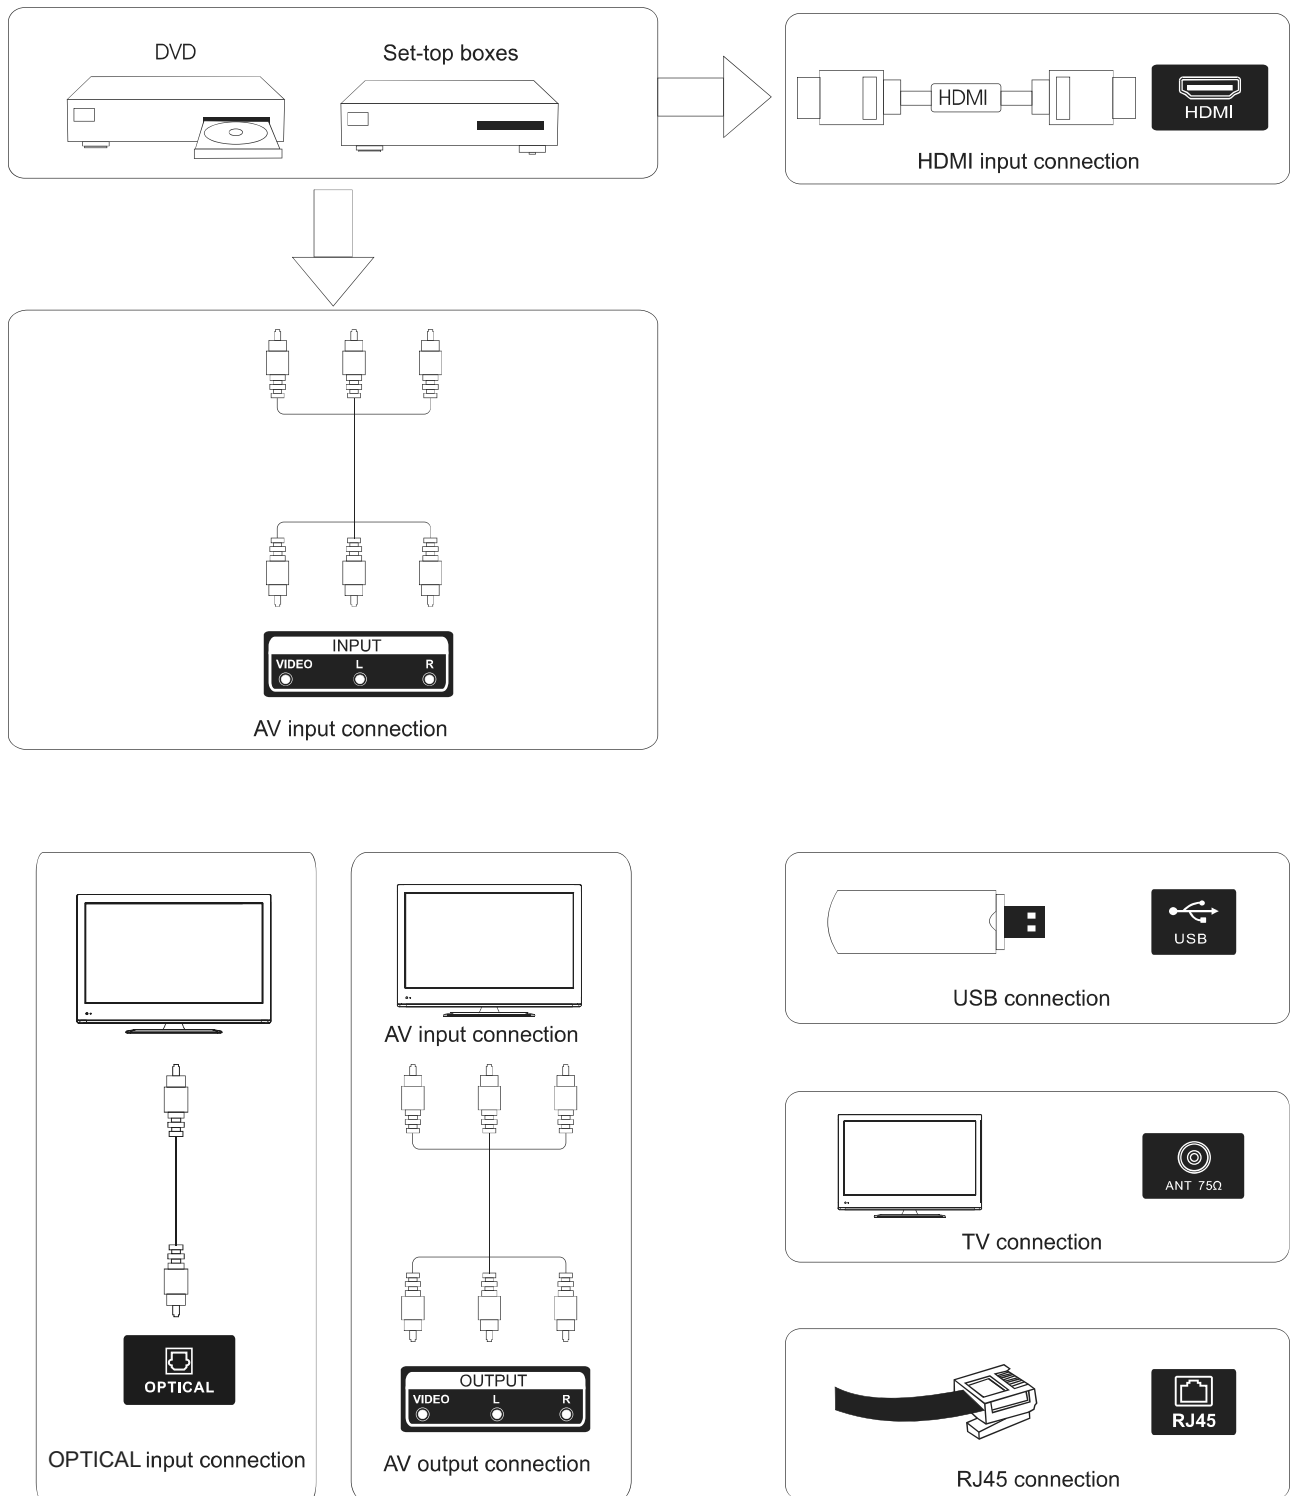 DVD
Set-top boxes
HDMI
HDMI
HDMI input connection
INPUT
VIDEO L R
AV input connection
OPTICAL
OPTICAL input connection
AV input connection
OUTPUT
VIDEO L R
AV output connection
USB
USB connection
ANT 75Ω
TV connection
RJ45
RJ45 connection